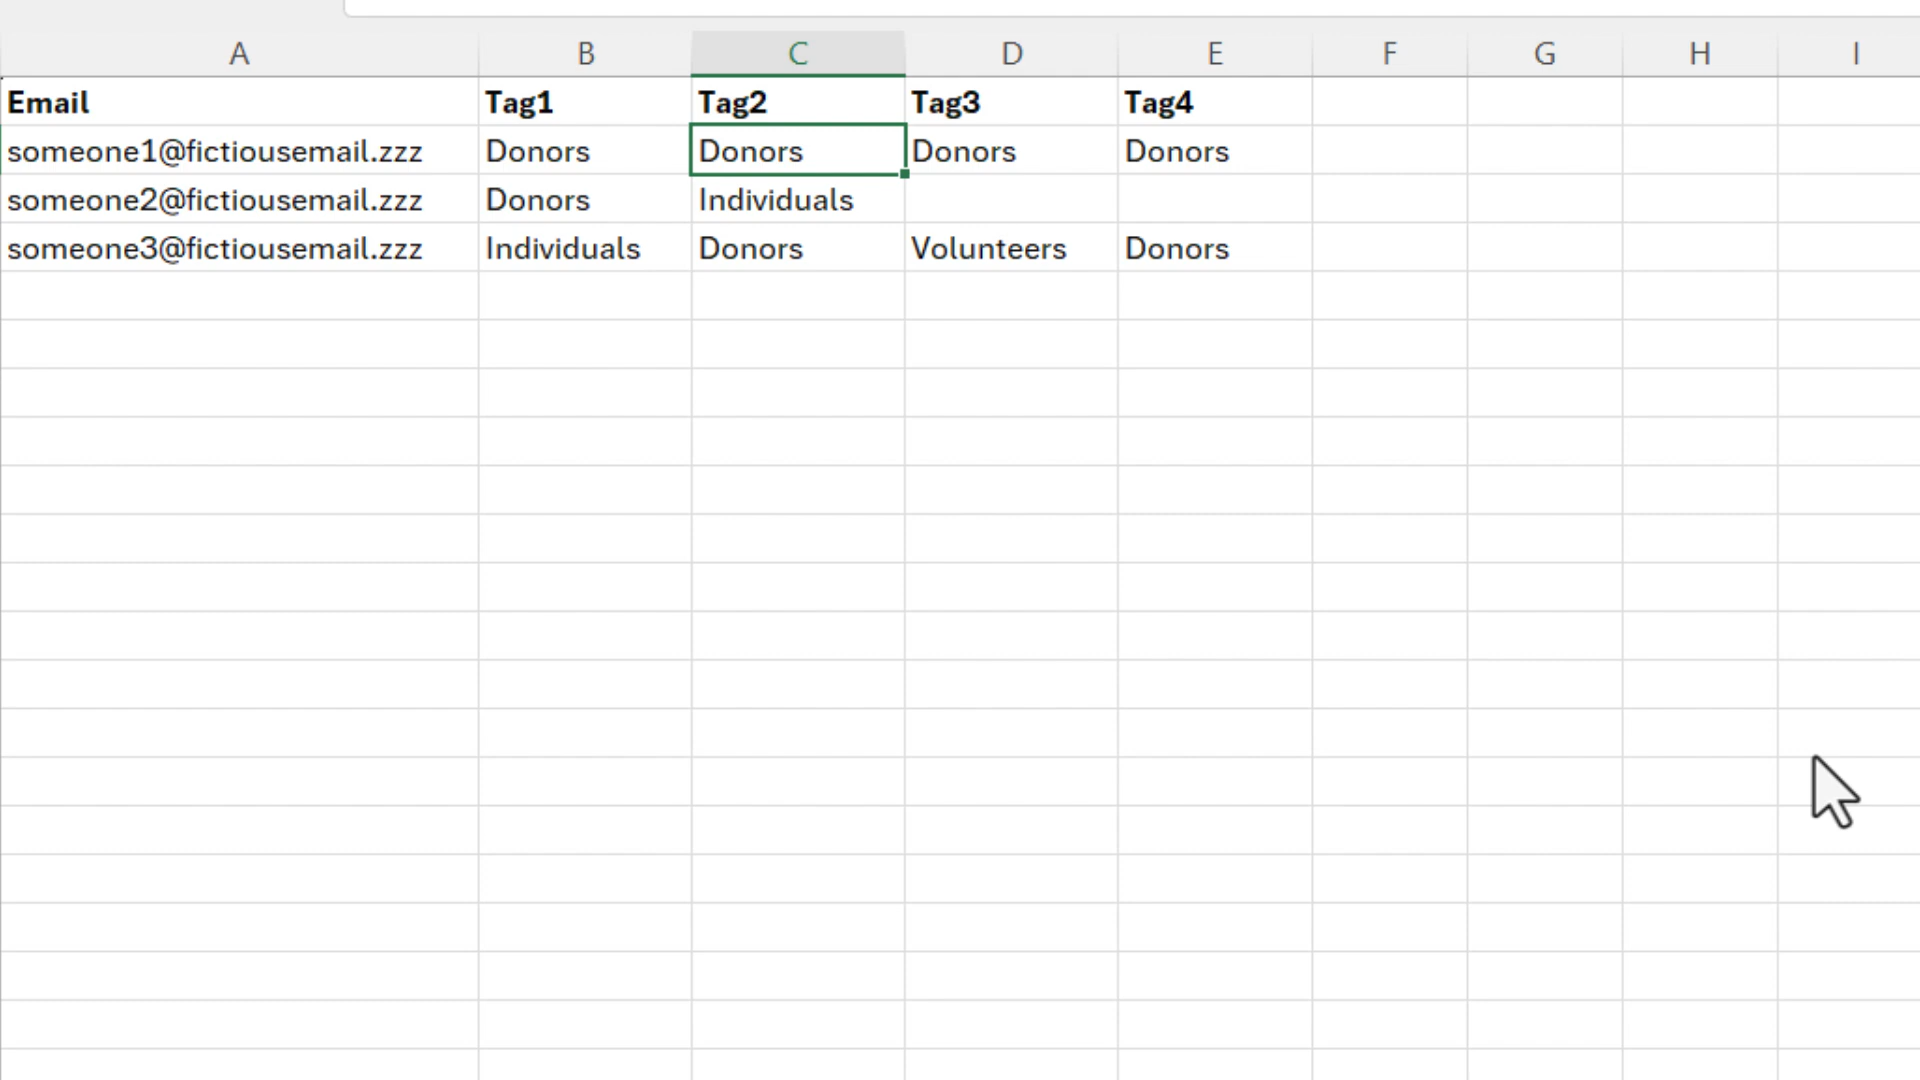 A B C D E F G H I
Email Tag1 Tag2 Tag3 Tag4
someone1@fictiousemail.zzz Donors Donors Donors Donors
someone2@fictiousemail.zzz Donors Individuals
someone3@fictiousemail.zzz Individuals Donors Volunteers Donors